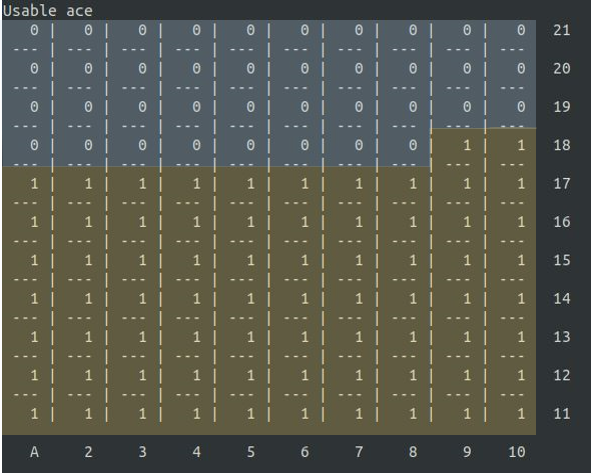 Usable ace
0 | 0 | 0 | 0 | 0 | 0 | 0 | 0 | 0 | 0 21
--- --- --- --- --- --- --- --- --- ---
0 | 0 | 0 | 0 | 0 | 0 | 0 | 0 | 0 | 0 20
--- --- --- --- --- --- --- --- --- ---
0 | 0 | 0 | 0 | 0 | 0 | 0 | 0 | 0 | 0 19
--- --- --- --- --- --- --- --- --- ---
0 | 0 | 0 | 0 | 0 | 0 | 0 | 0 | 1 | 1 18
--- --- --- --- --- --- --- --- --- ---
1 | 1 | 1 | 1 | 1 | 1 | 1 | 1 | 1 | 1 17
--- --- --- --- --- --- --- --- --- ---
1 | 1 | 1 | 1 | 1 | 1 | 1 | 1 | 1 | 1 16
--- --- --- --- --- --- --- --- --- ---
1 | 1 | 1 | 1 | 1 | 1 | 1 | 1 | 1 | 1 15
--- --- --- --- --- --- --- --- --- ---
1 | 1 | 1 | 1 | 1 | 1 | 1 | 1 | 1 | 1 14
--- --- --- --- --- --- --- --- --- ---
1 | 1 | 1 | 1 | 1 | 1 | 1 | 1 | 1 | 1 13
--- --- --- --- --- --- --- --- --- ---
1 | 1 | 1 | 1 | 1 | 1 | 1 | 1 | 1 | 1 12
--- --- --- --- --- --- --- --- --- ---
1 | 1 | 1 | 1 | 1 | 1 | 1 | 1 | 1 | 1 11
A 2 3 4 5 6 7 8 9 10